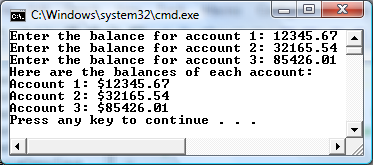 C:\Windows\system32\cmd.exe
Enter the balance for account 1: 12345.67
Enter the balance for account 2: 32165.54
Enter the balance for account 3: 85426.01
Here are the balances of each account:
Account 1: $12345.67
Account 2: $32165.54
Account 3: $85426.01
Press any key to continue . . .